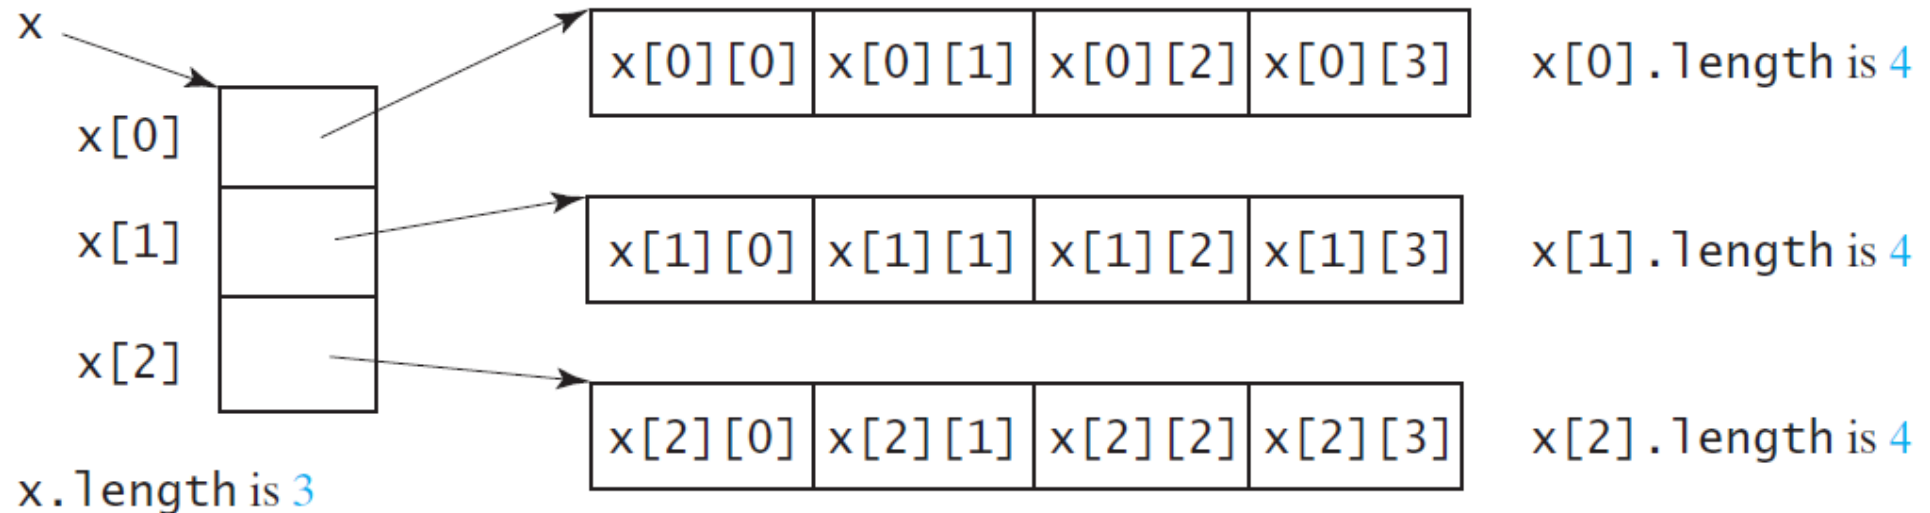 x
x[0][0] x[0][1] x[0][2] x[0][3] x[0].length is 4
x[0]
x[1]
x[1][0] x[1][1] x[1][2] x[1][3] x[1].length is 4
x[2]
x[2][0] x[2][1] x[2][2] x[2][3] x[2].length is 4
x.length is 3